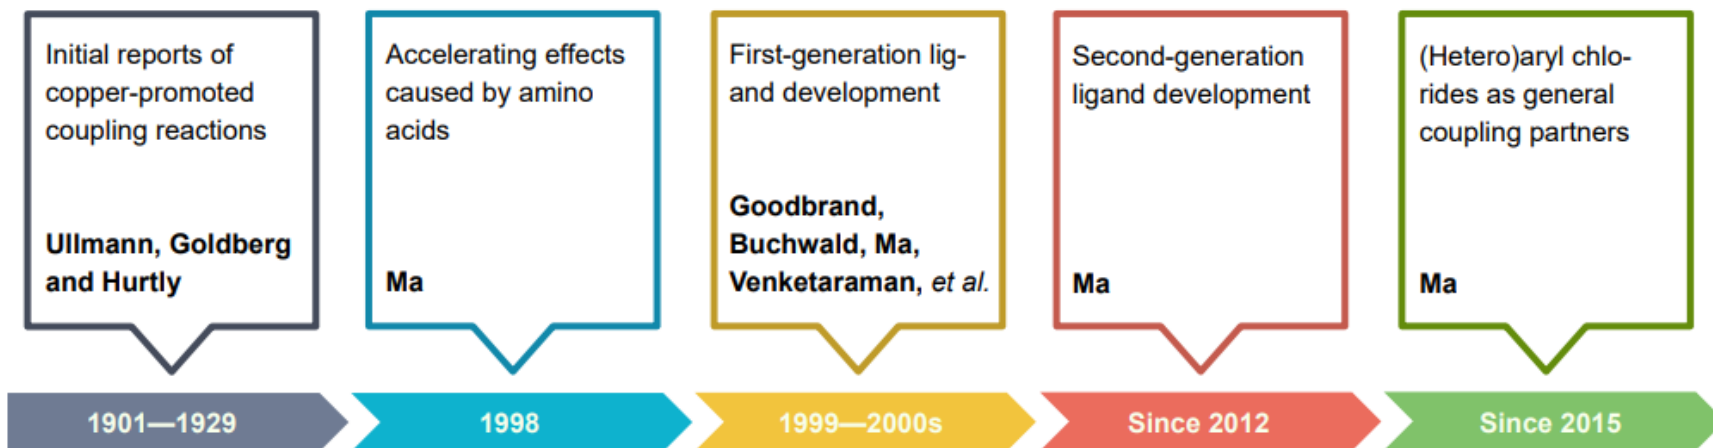 Initial reports of
copper-promoted
coupling reactions
Ullmann, Goldberg
and Hurtly
1901—1929
Accelerating effects
caused by amino
acids
Ma
1998
First-generation lig-
and development
Goodbrand,
Buchwald, Ma,
Venketaraman, et al.
1999—2000s
Second-generation
ligand development
Ma
Since 2012
(Hetero)aryl chlo-
rides as general
coupling partners
Ma
Since 2015